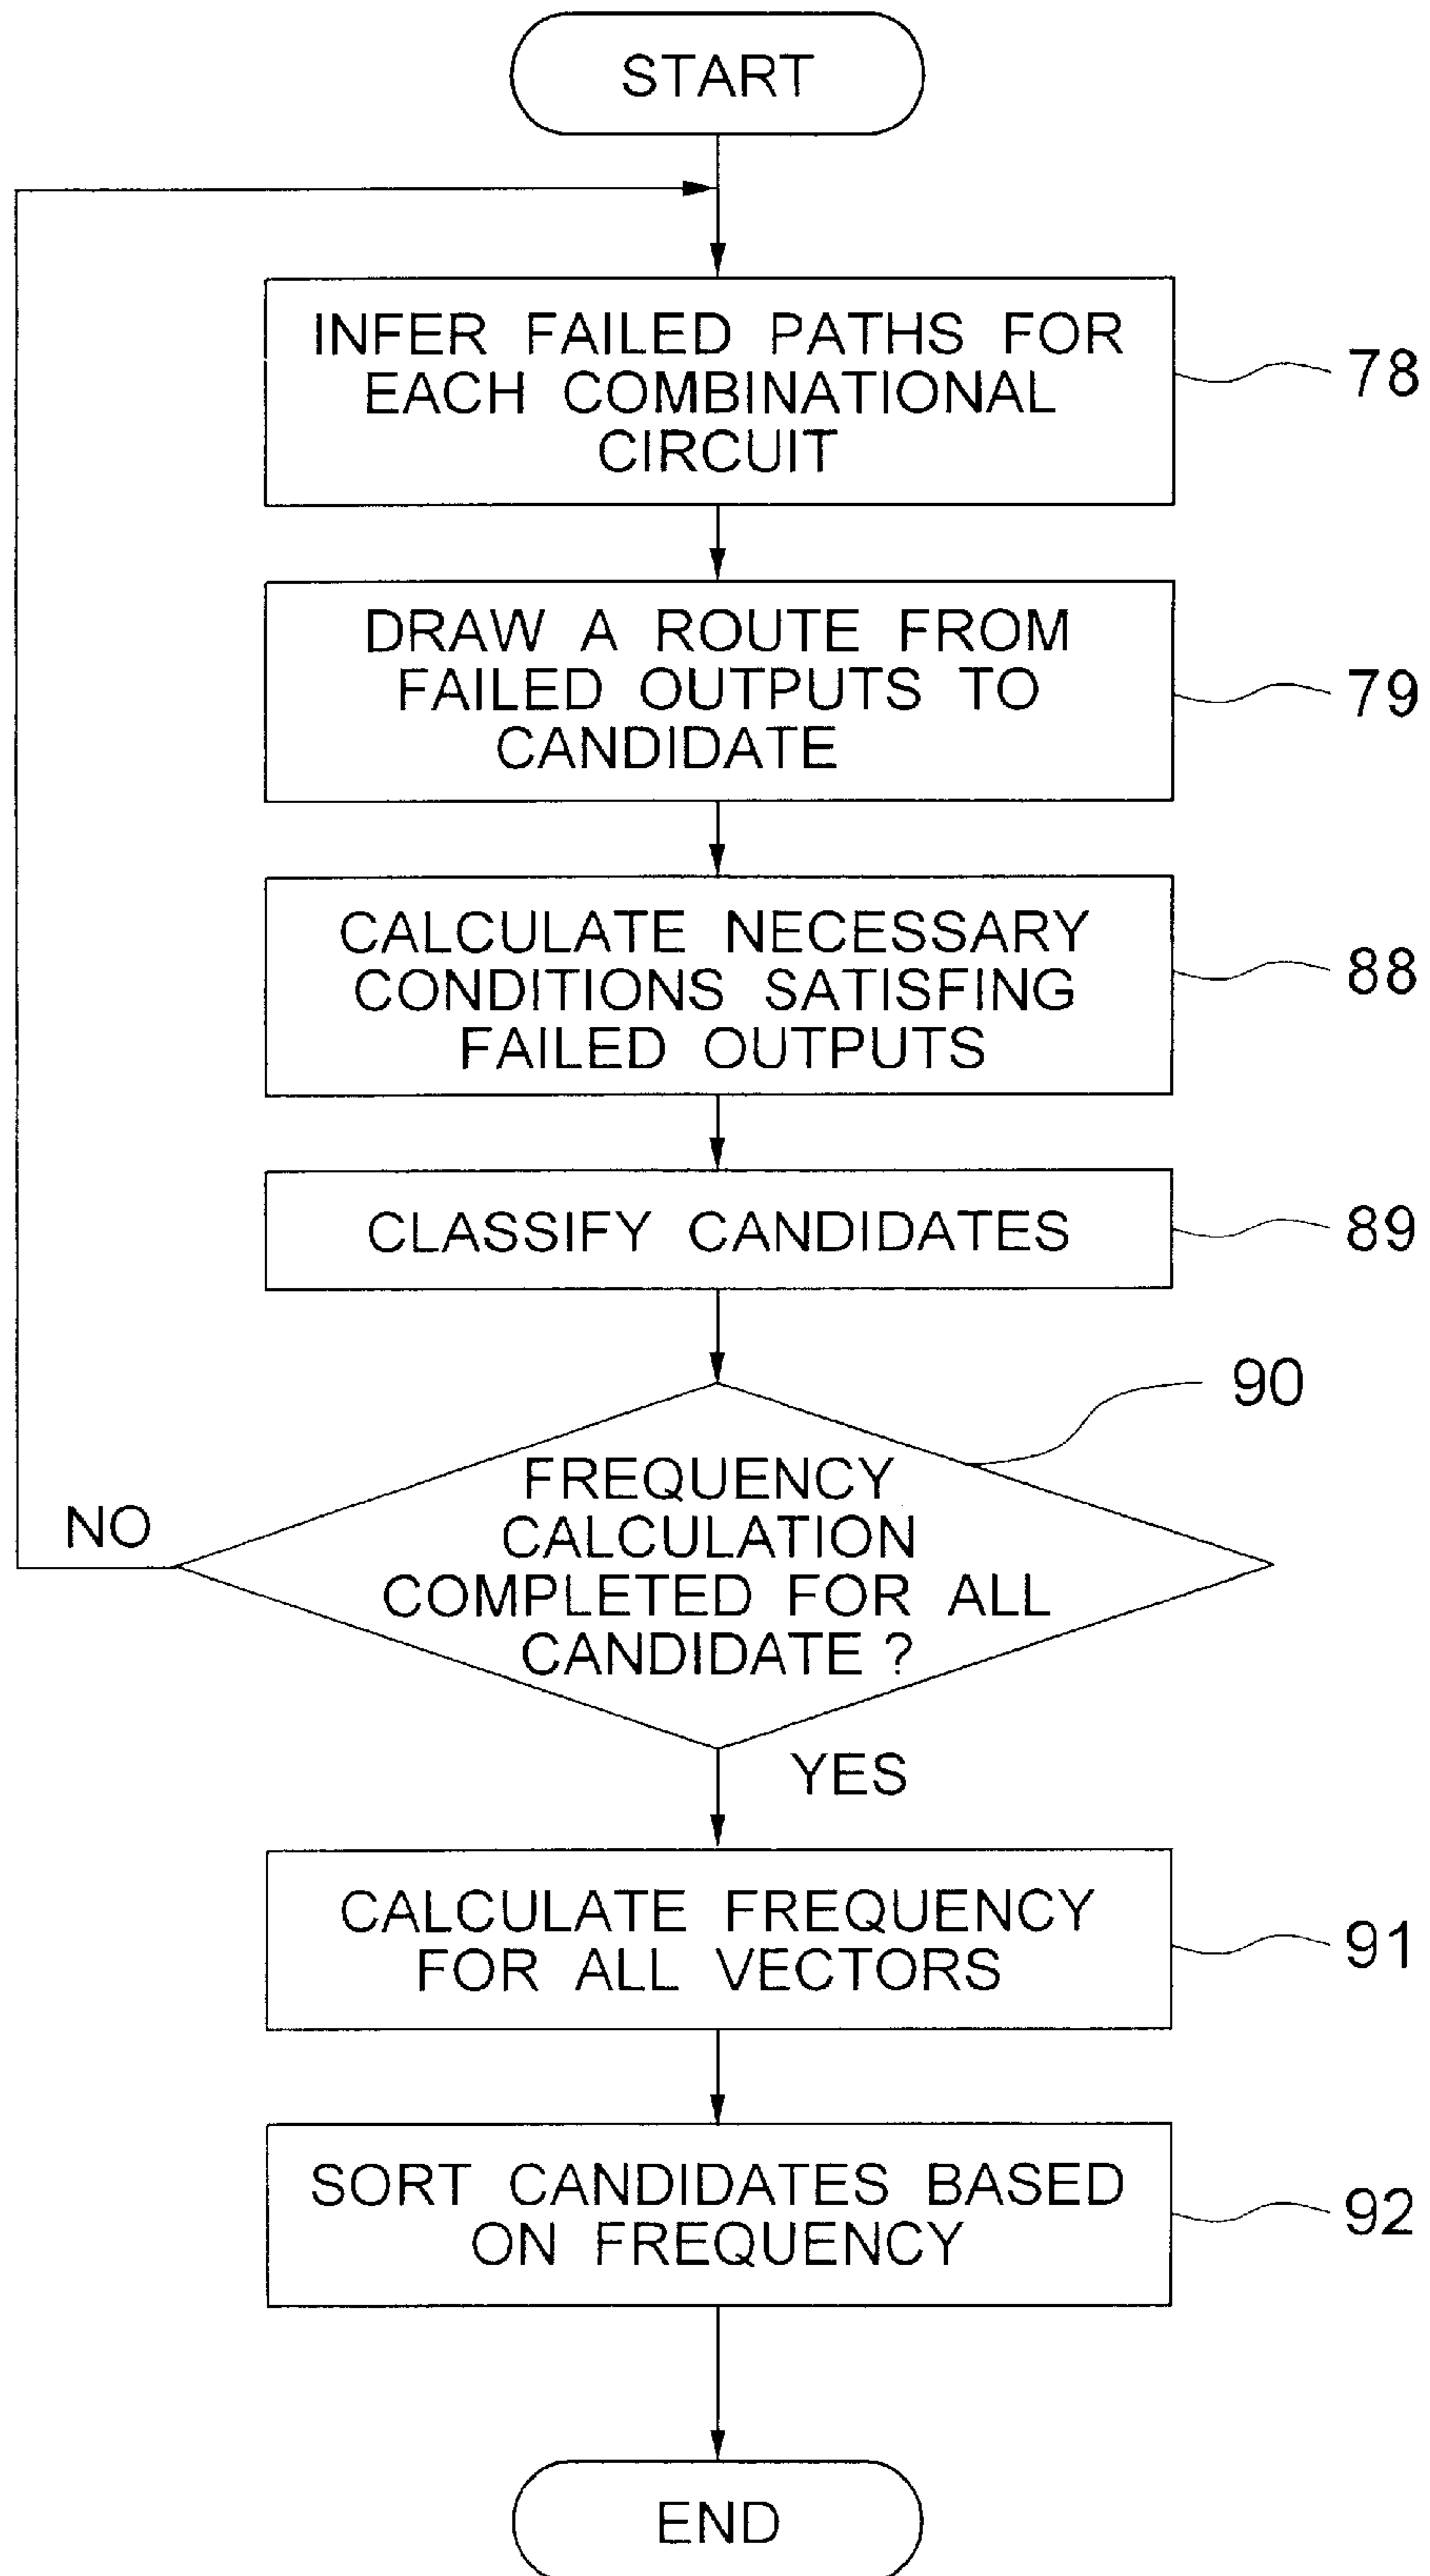 START
INFER FAILED PATHS FOR
EACH COMBINATIONAL
CIRCUIT
78
DRAW A ROUTE FROM
FAILED OUTPUTS TO
CANDIDATE
79
CALCULATE NECESSARY
CONDITIONS SATISFING
FAILED OUTPUTS
88
CLASSIFY CANDIDATES
89
90
FREQUENCY
CALCULATION
COMPLETED FOR ALL
CANDIDATE ?
NO
YES
CALCULATE FREQUENCY
FOR ALL VECTORS
91
SORT CANDIDATES BASED
ON FREQUENCY
92
END